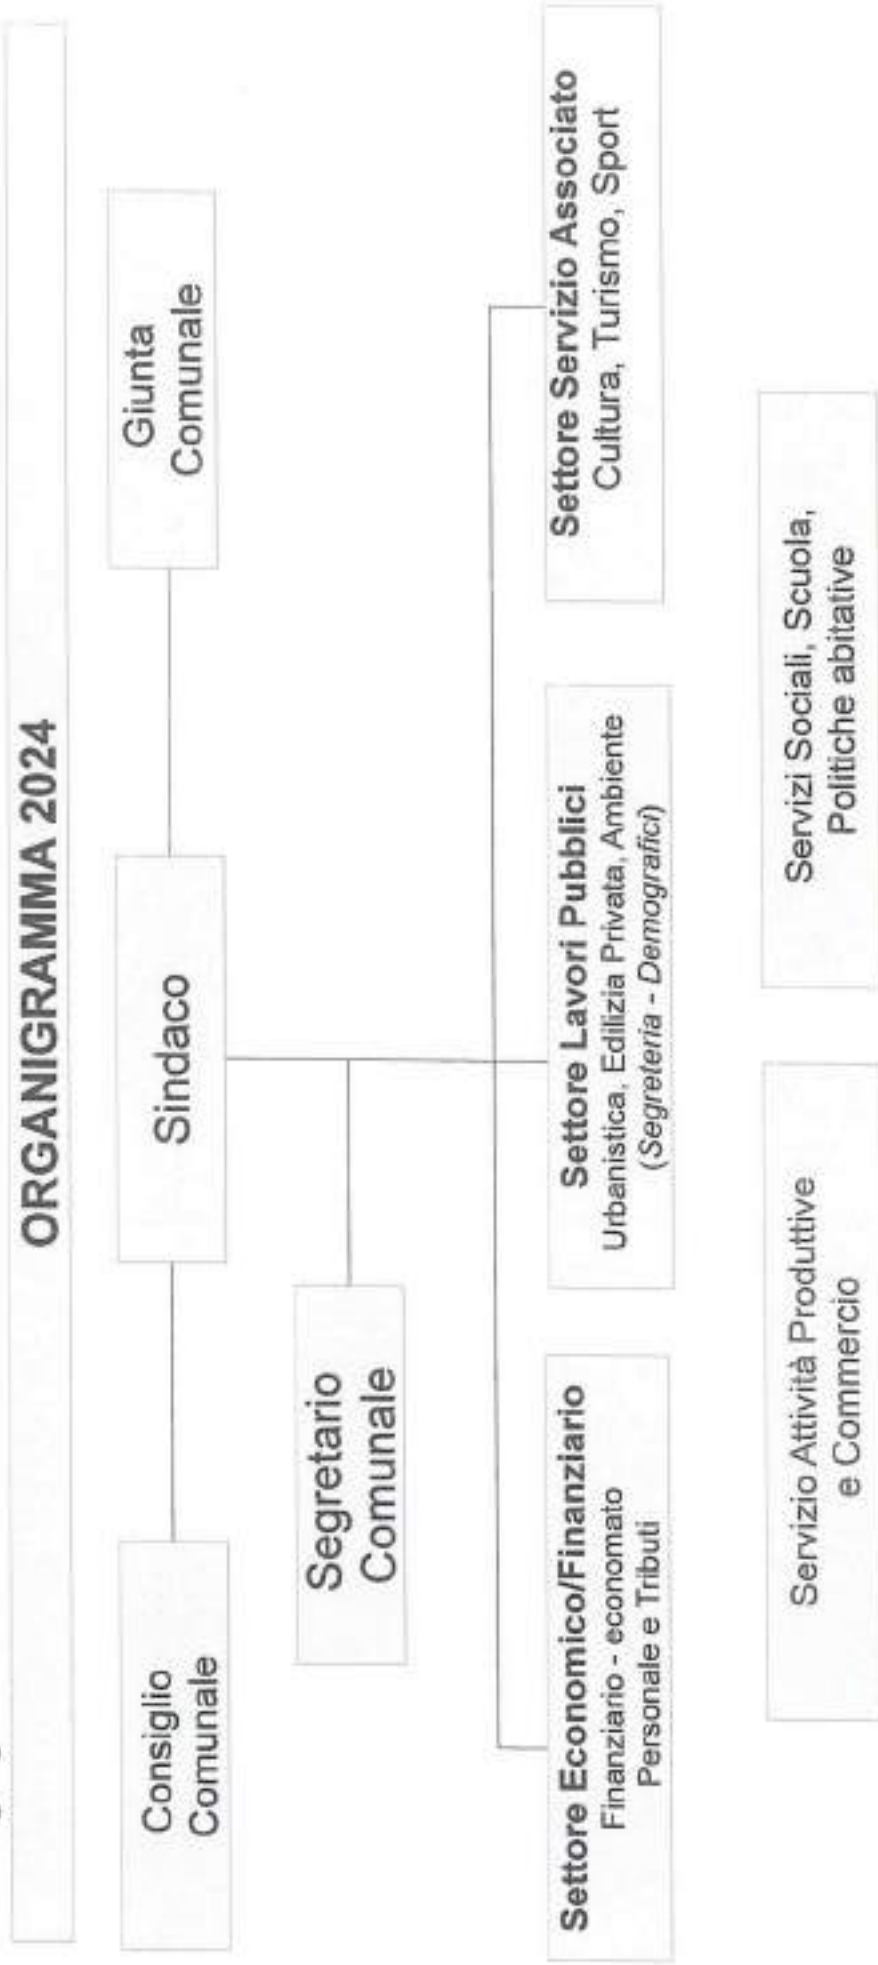 ORGANIGRAMMA 2024
Consiglio
Comunale
Sindaco
Giunta
Comunale
Segretario
Comunale
Settore Economico/Finanziario
Finanziario - economato
Personale e Tributi
Settore Lavori Pubblici
Urbanistica, Edilizia Privata, Ambiente
(Segreteria - Demografici)
Settore Servizio Associato
Cultura, Turismo, Sport
Servizio Attività Produttive
e Commercio
Servizi Sociali, Scuola,
Politiche abitative